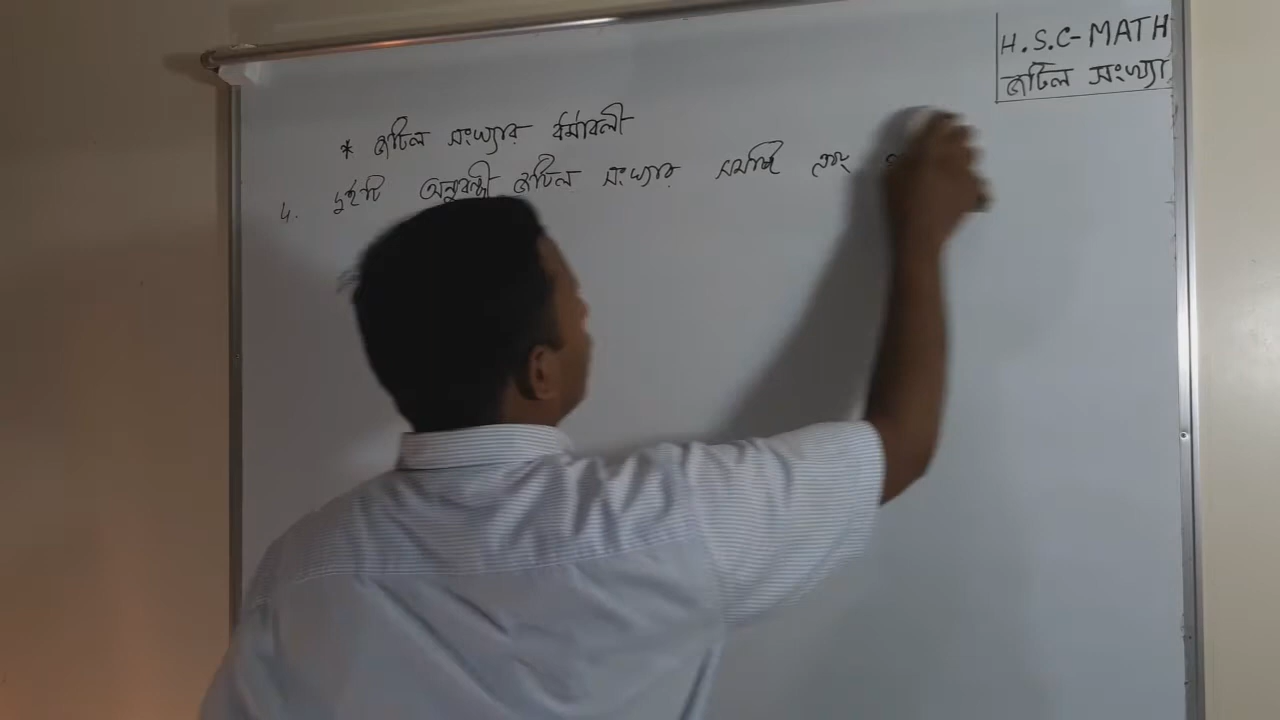 H.S.C-MATH
জটিল সংখ্যা
* জটিল সংখ্যার ধর্মাবলী
4. দুইটি অনুবন্ধী জটিল সংখ্যার সমষ্টি এবং